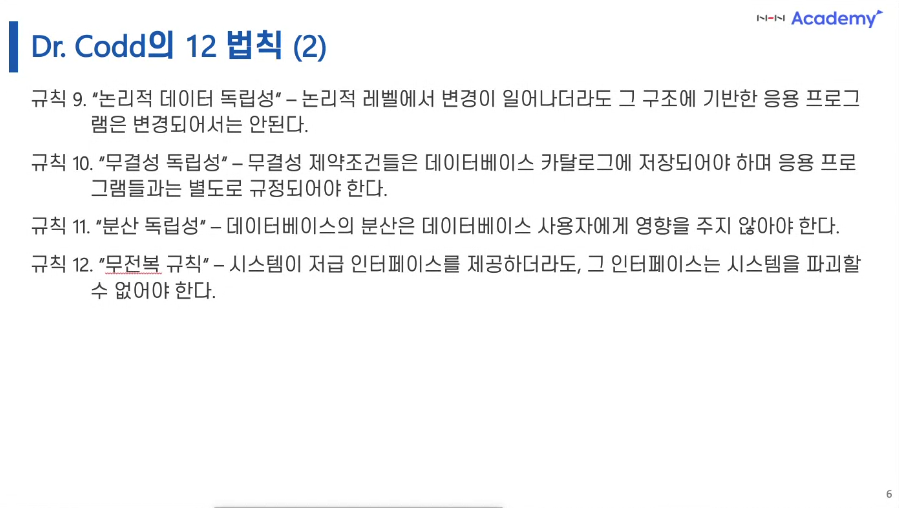 NHN Academy
Dr. Codd의 12 법칙 (2)
규칙 9. "논리적 데이터 독립성" – 논리적 레벨에서 변경이 일어나더라도 그 구조에 기반한 응용 프로그
램은 변경되어서는 안된다.
규칙 10. "무결성 독립성" – 무결성 제약조건들은 데이터베이스 카탈로그에 저장되어야 하며 응용 프로
그램들과는 별도로 규정되어야 한다.
규칙 11. "분산 독립성" – 데이터베이스의 분산은 데이터베이스 사용자에게 영향을 주지 않아야 한다.
규칙 12. "무전복 규칙" – 시스템이 저급 인터페이스를 제공하더라도, 그 인터페이스는 시스템을 파괴할
수 없어야 한다.
6